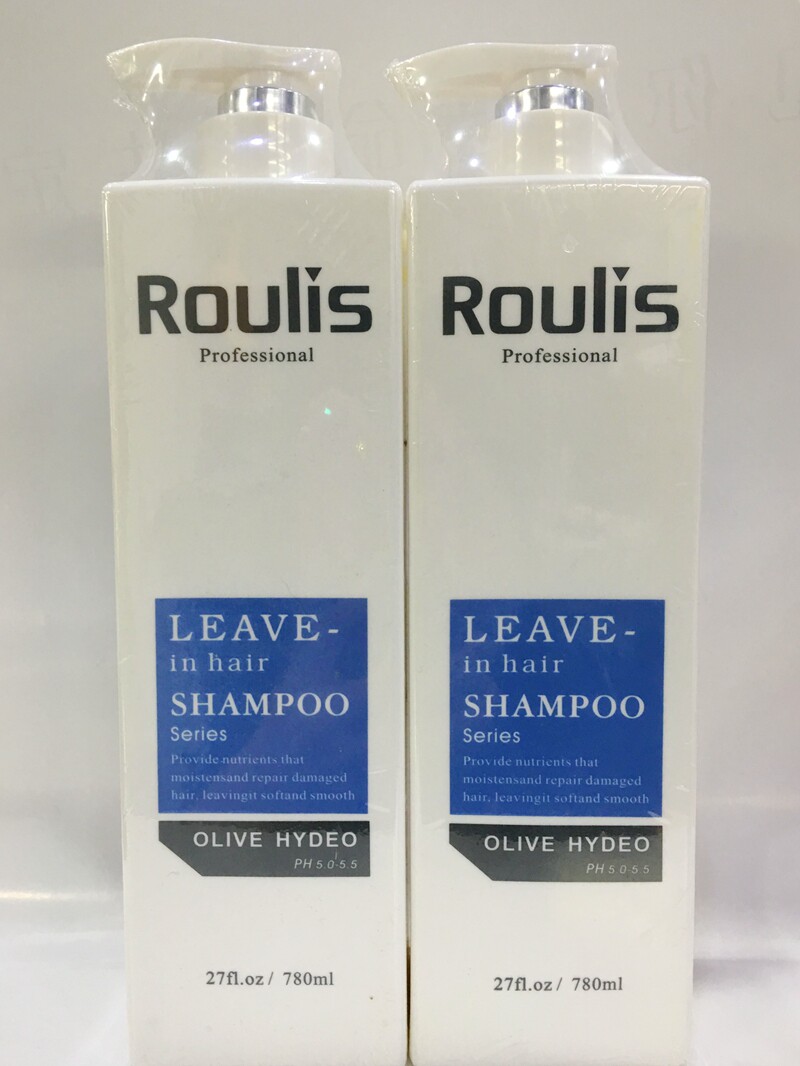 Roulis
Professional
LEAVE-
in hair
SHAMPOO
Series
Provide nutrients that
moistensand repair damaged
hair, leavingit softand smooth
OLIVE HYDEO
PH 5.0-5.5
27fl.oz / 780ml
Roulis
Professional
LEAVE-
in hair
SHAMPOO
Series
Provide nutrients that
moistensand repair damaged
hair, leavingit softand smooth
OLIVE HYDEO
PH 5.0-5.5
27fl.oz / 780ml